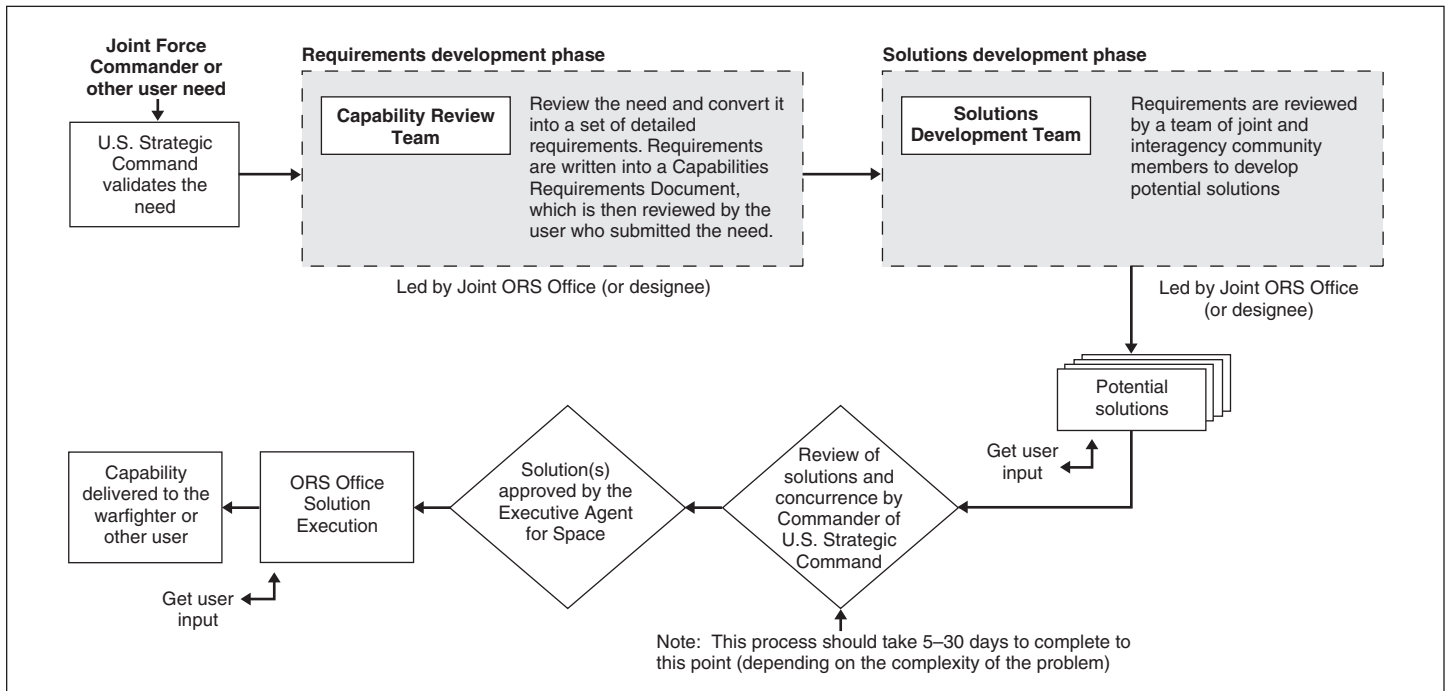 Joint Force
Commander or
other user need
U.S. Strategic
Command
validates the
need
Requirements development phase
Capability Review
Team
Review the need and convert it
into a set of detailed
requirements. Requirements
are written into a Capabilities
Requirements Document,
which is then reviewed by the
user who submitted the need.
Led by Joint ORS Office (or designee)
Solutions development phase
Solutions
Development Team
Requirements are reviewed
by a team of joint and
interagency community
members to develop
potential solutions
Led by Joint ORS Office
(or designee)
Potential
solutions
Get user
input
Review of
solutions and
concurrence by
Commander of
U.S. Strategic
Command
Note: This process should take 5–30 days to complete to
this point (depending on the complexity of the problem)
Solution(s)
approved by the
Executive Agent
for Space
ORS Office
Solution
Execution
Get user
input
Capability
delivered to the
warfighter or
other user